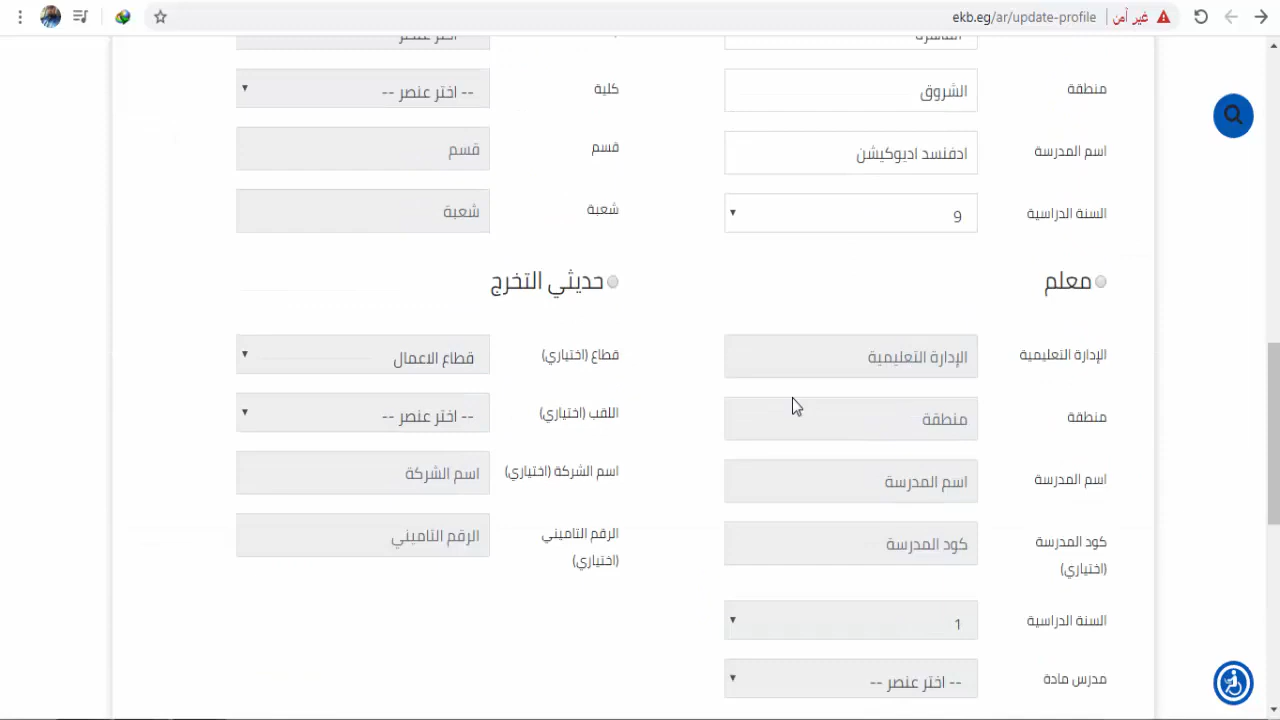 ekb.eg/ar/update-profile
غير آمن
منطقة
الشروق
كلية
-- اختر عنصر --
اسم المدرسة
ادفنسد اديوكيشن
قسم
قسم
السنة الدراسية
9
شعبة
شعبة
معلم
حديثي التخرج
الإدارة التعليمية
الإدارة التعليمية
قطاع (اختياري)
قطاع الاعمال
منطقة
منطقة
اللقب (اختياري)
-- اختر عنصر --
اسم المدرسة
اسم المدرسة
اسم الشركة (اختياري)
اسم الشركة
كود المدرسة
(اختياري)
كود المدرسة
الرقم التاميني
(اختياري)
الرقم التاميني
السنة الدراسية
1
مدرس مادة
-- اختر عنصر --